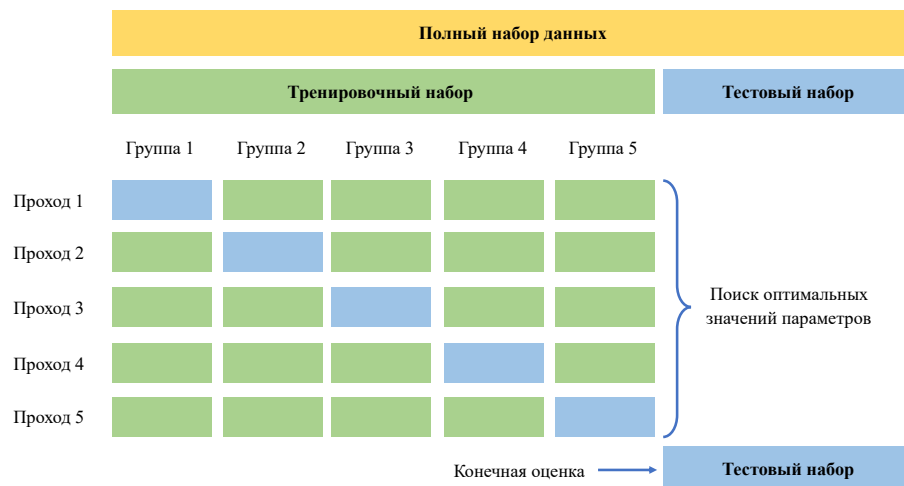 Полный набор данных
Тренировочный набор
Тестовый набор
Группа 1
Группа 2
Группа 3
Группа 4
Группа 5
Проход 1
Проход 2
Проход 3
Проход 4
Проход 5
Поиск оптимальных
значений параметров
Конечная оценка
Тестовый набор